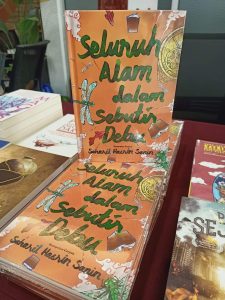 Seluruh
Alam
dalam
Sebutir
Debu
Saharil Hasrin Sanin
Seluruh
Alam
dalam
Sebutir
Debu
Saharil Hasrin Sanin